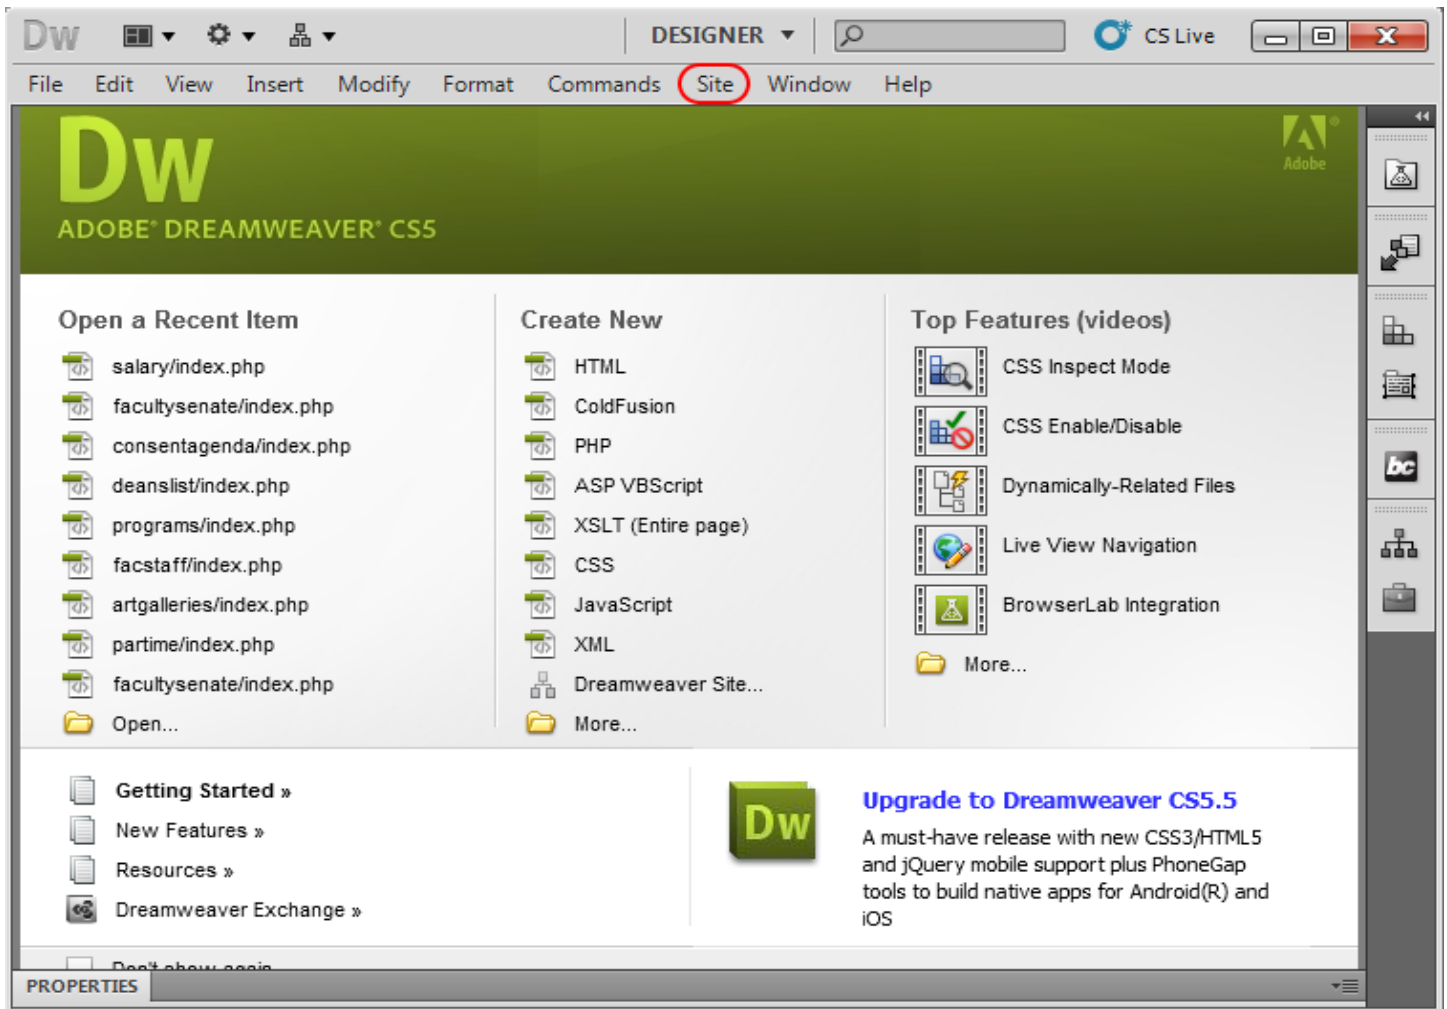 Dw
DESIGNER
CS Live
File Edit View Insert Modify Format Commands Site Window Help
Dw
ADOBE® DREAMWEAVER® CS5
Adobe
Open a Recent Item
salary/index.php
facultysenate/index.php
consentagenda/index.php
deanslist/index.php
programs/index.php
facstaff/index.php
artgalleries/index.php
partime/index.php
facultysenate/index.php
Open...
Create New
HTML
ColdFusion
PHP
ASP VBScript
XSLT (Entire page)
CSS
JavaScript
XML
Dreamweaver Site...
More...
Top Features (videos)
CSS Inspect Mode
CSS Enable/Disable
Dynamically-Related Files
Live View Navigation
BrowserLab Integration
More...
bc
Getting Started »
New Features »
Resources »
Dreamweaver Exchange »
Dw
Upgrade to Dreamweaver CS5.5
A must-have release with new CSS3/HTML5
and jQuery mobile support plus PhoneGap
tools to build native apps for Android(R) and
iOS
Don't show again
PROPERTIES